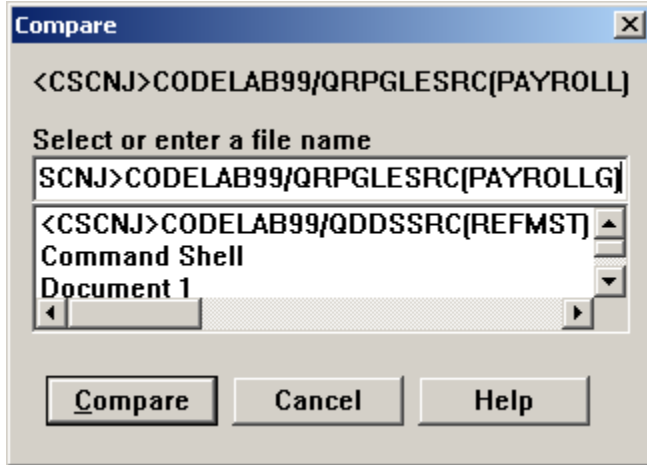 Compare
<CSCNJ>CODELAB99/QRPGLESRC(PAYROLL)
Select or enter a file name
SCNJ>CODELAB99/QRPGLESRC(PAYROLLG)
<CSCNJ>CODELAB99/QDDSSRC(REFMST)
Command Shell
Document 1
Compare Cancel Help